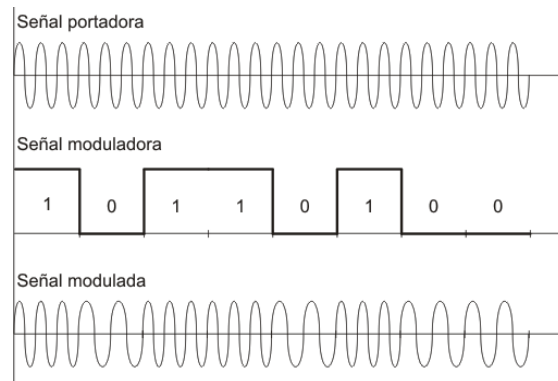 Señal portadora
Señal moduladora
1 0 1 1 0 1 0 0
Señal modulada